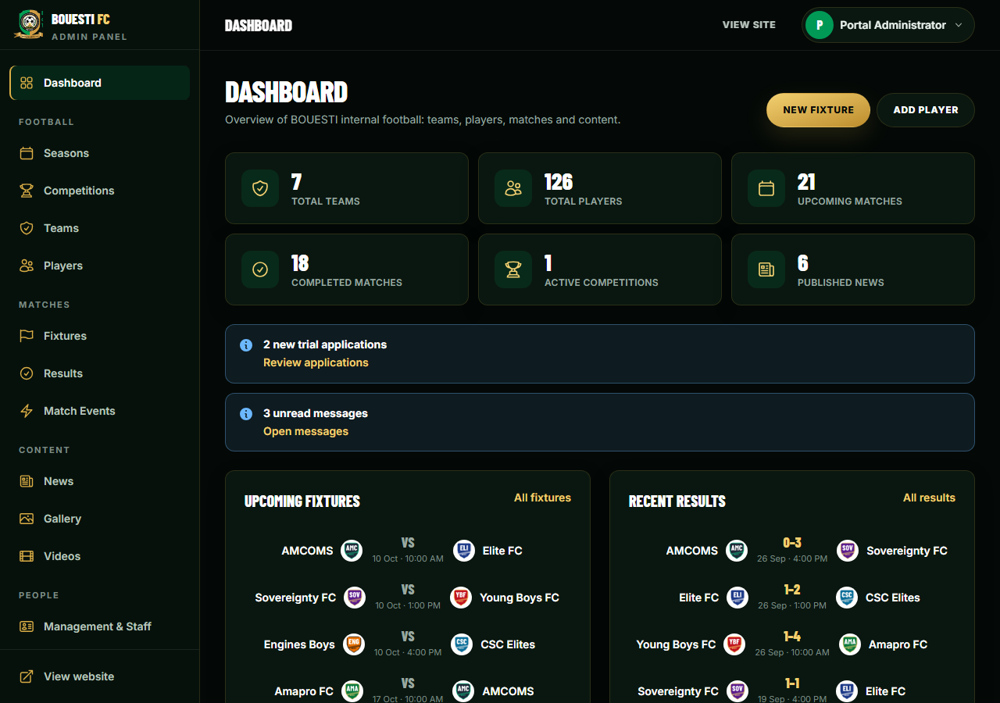 BOUESTI FC
ADMIN PANEL
Dashboard
FOOTBALL
Seasons
Competitions
Teams
Players
MATCHES
Fixtures
Results
Match Events
CONTENT
News
Gallery
Videos
PEOPLE
Management & Staff
View website
DASHBOARD
VIEW SITE
P
Portal Administrator
DASHBOARD
Overview of BOUESTI internal football: teams, players, matches and content.
NEW FIXTURE
ADD PLAYER
7
TOTAL TEAMS
126
TOTAL PLAYERS
21
UPCOMING MATCHES
18
COMPLETED MATCHES
1
ACTIVE COMPETITIONS
6
PUBLISHED NEWS
2 new trial applications
Review applications
3 unread messages
Open messages
UPCOMING FIXTURES
All fixtures
AMCOMS AMC VS ELI Elite FC
10 Oct · 10:00 AM
Sovereignty FC SOV VS YBF Young Boys FC
10 Oct · 1:00 PM
Engines Boys ENG VS CSC CSC Elites
10 Oct · 4:00 PM
Amapro FC AMA VS AMC AMCOMS
17 Oct · 10:00 AM
RECENT RESULTS
All results
AMCOMS AMC 0-3 SOV Sovereignty FC
26 Sep · 4:00 PM
Elite FC ELI 1-2 CSC CSC Elites
26 Sep · 1:00 PM
Young Boys FC YBF 1-4 AMA Amapro FC
26 Sep · 10:00 AM
Sovereignty FC SOV 1-1 ELI Elite FC
19 Sep · 4:00 PM